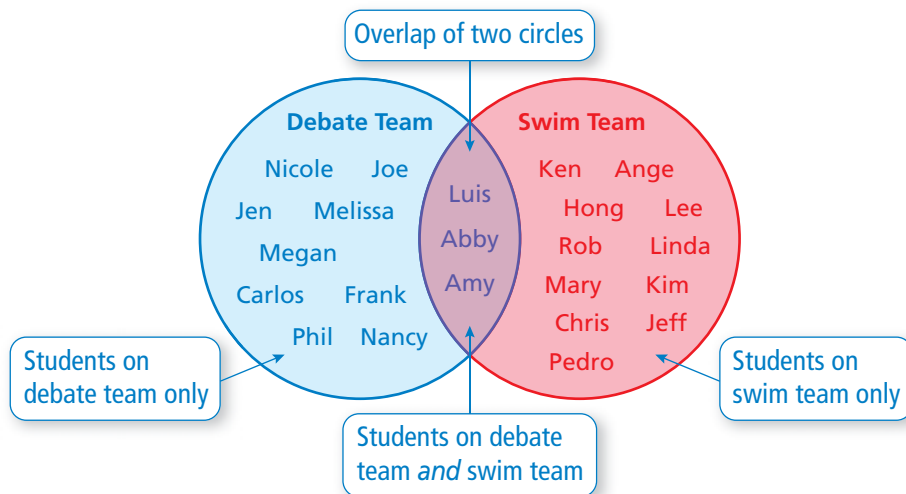 Overlap of two circles
Debate Team
Swim Team
Nicole Joe
Jen Melissa
Megan
Carlos Frank
Phil Nancy
Luis
Abby
Amy
Ken Ange
Hong Lee
Rob Linda
Mary Kim
Chris Jeff
Pedro
Students on
debate team only
Students on debate
team and swim team
Students on
swim team only